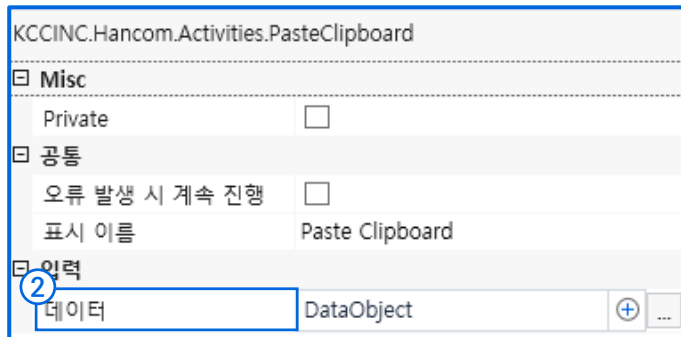 KCCINC.Hancom.Activities.PasteClipboard
Misc
Private
공통
오류 발생 시 계속 진행
표시 이름 Paste Clipboard
입력
② 데이터 DataObject ...